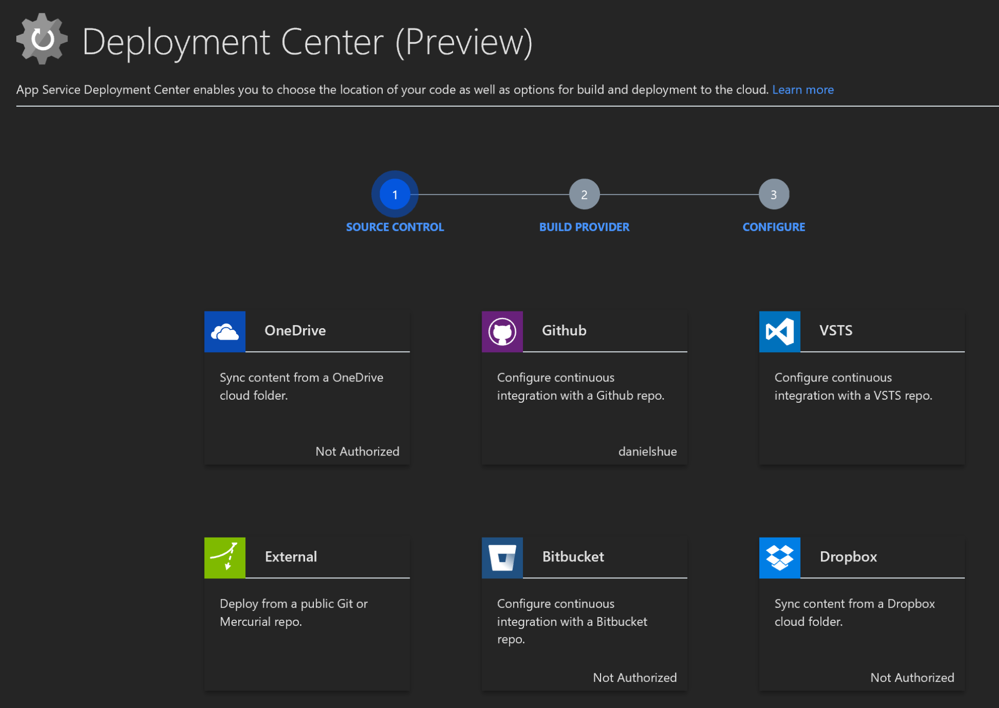 Deployment Center (Preview)
App Service Deployment Center enables you to choose the location of your code as well as options for build and deployment to the cloud. Learn more
1
2
3
SOURCE CONTROL
BUILD PROVIDER
CONFIGURE
OneDrive
Sync content from a OneDrive
cloud folder.
Not Authorized
Github
Configure continuous
integration with a Github repo.
danielshue
VSTS
Configure continuous
integration with a VSTS repo.
External
Deploy from a public Git or
Mercurial repo.
Bitbucket
Configure continuous
integration with a Bitbucket
repo.
Not Authorized
Dropbox
Sync content from a Dropbox
cloud folder.
Not Authorized